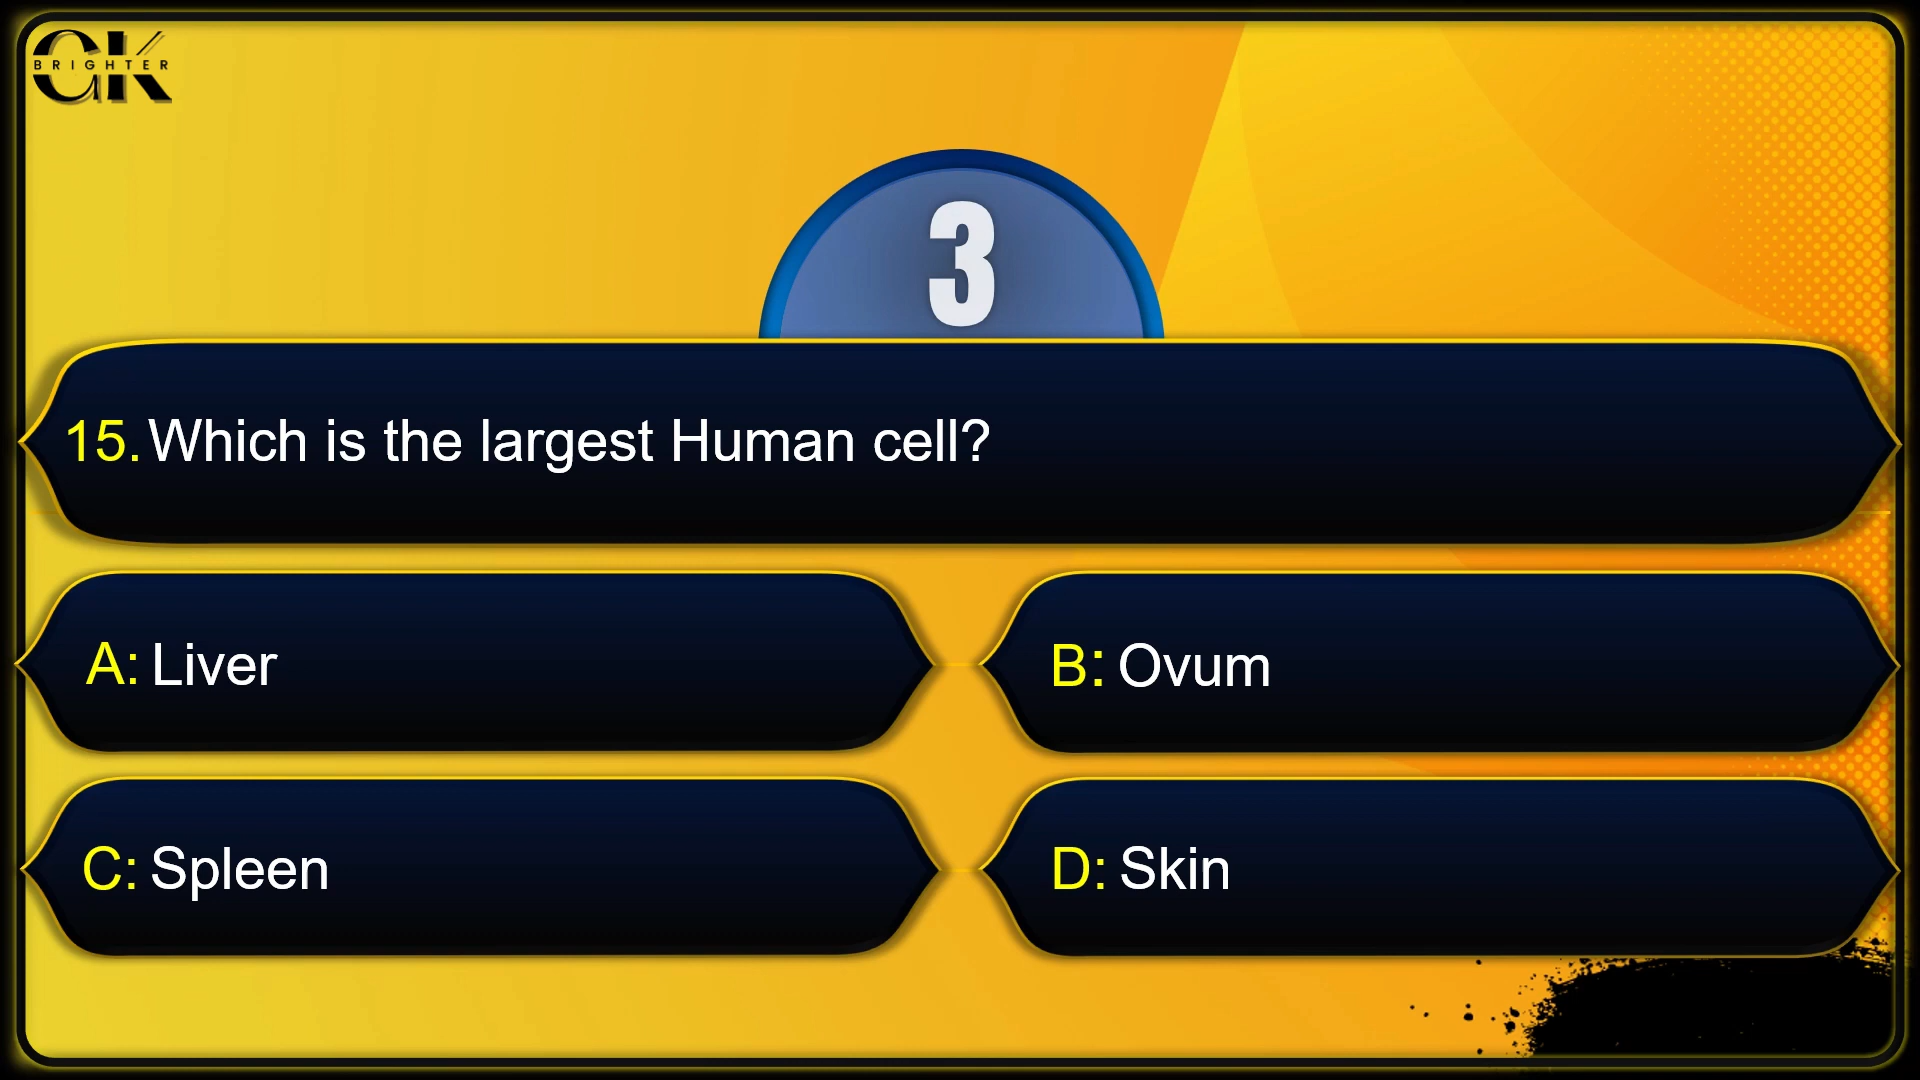 GK
BRIGHTER
3
15. Which is the largest Human cell?
A: Liver
B: Ovum
C: Spleen
D: Skin